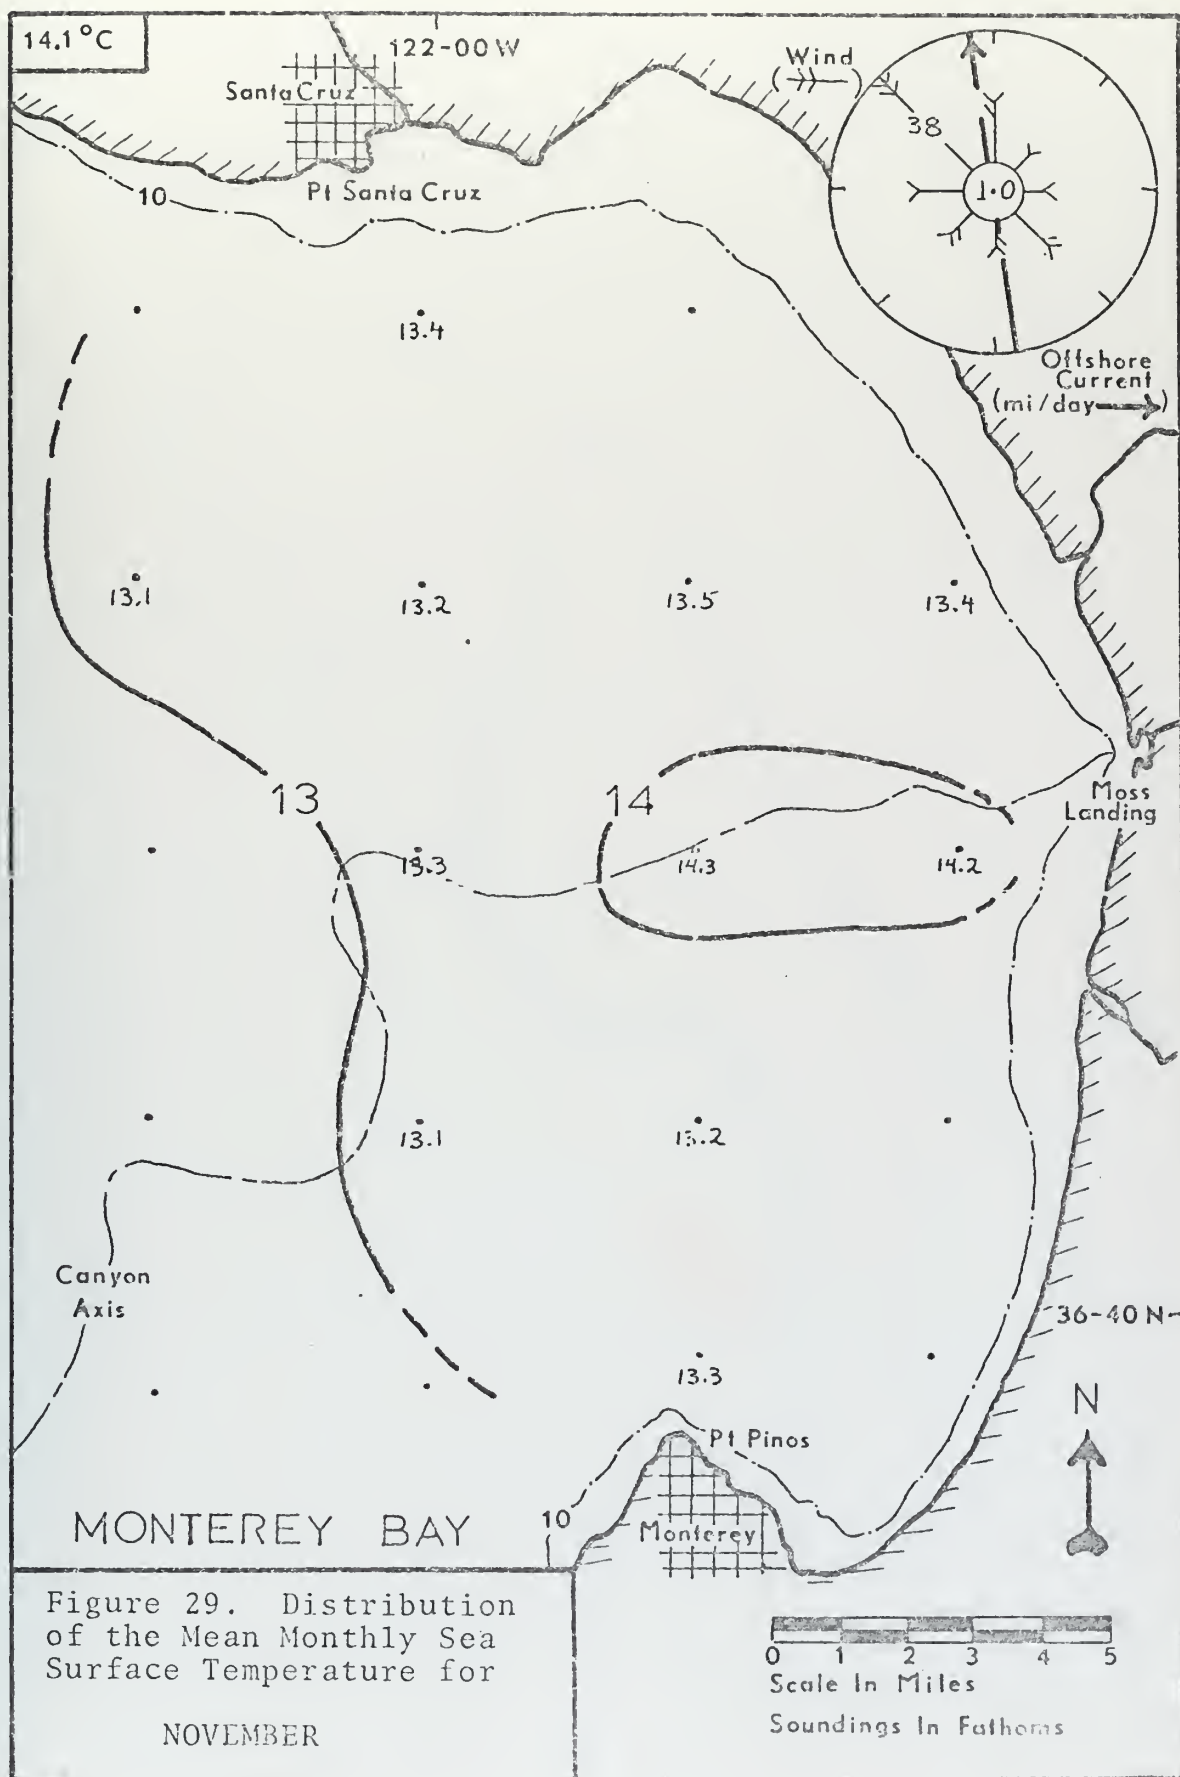 14.1°C
122-00 W
Santa Cruz
Wind
38
1.0
Pt Santa Cruz
10
13.4
Offshore
Current
(mi/day)
13.1
13.2
13.5
13.4
13
14
Moss
Landing
13.3
14.3
14.2
13.1
13.2
Canyon
Axis
36-40 N
13.3
N
Pt Pinos
10
Monterey
MONTEREY BAY
Figure 29. Distribution
of the Mean Monthly Sea
Surface Temperature for
NOVEMBER
0 1 2 3 4 5
Scale In Miles
Soundings In Fathoms